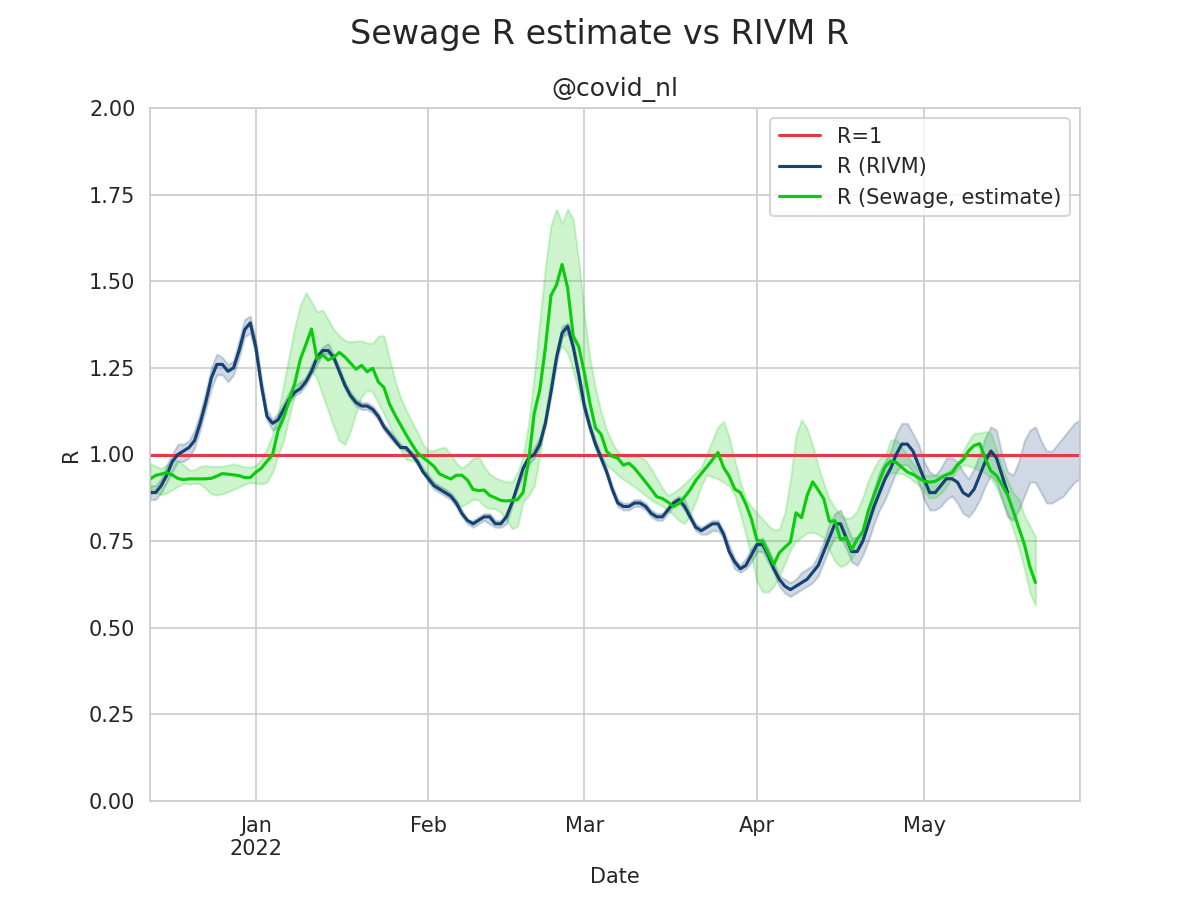 Sewage R estimate vs RIVM R
@covid_nl
R=1
R (RIVM)
R (Sewage, estimate)
2.00
1.75
1.50
1.25
1.00
0.75
0.50
0.25
0.00
R
Jan Feb Mar Apr May
2022
Date